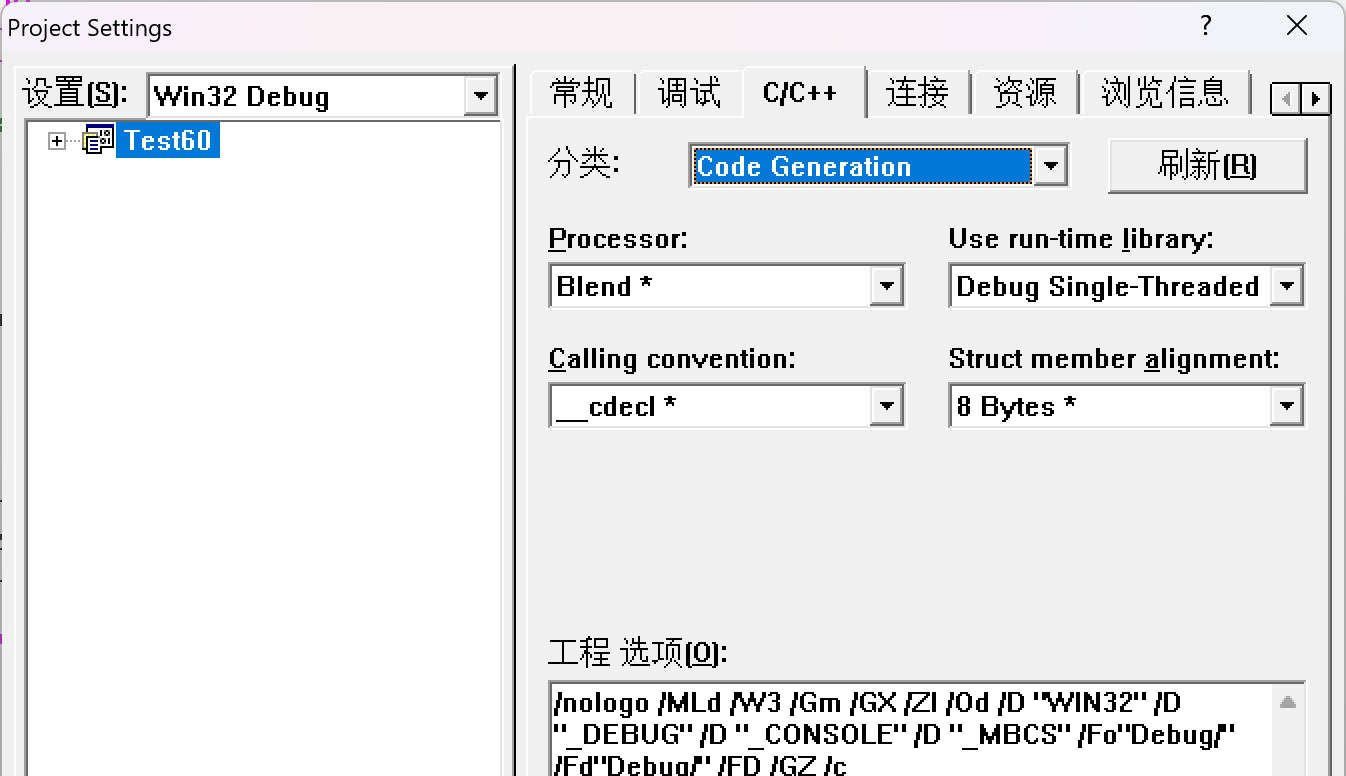 Project Settings
?
设置(S):
Win32 Debug
Test60
常规
调试
C/C++
连接
资源
浏览信息
分类:
Code Generation
刷新(R)
Processor:
Use run-time library:
Blend *
Debug Single-Threaded
Calling convention:
Struct member alignment:
__cdecl *
8 Bytes *
工程 选项(O):
/nologo /MLd /W3 /Gm /GX /ZI /Od /D "WIN32" /D
"_DEBUG" /D "_CONSOLE" /D "_MBCS" /Fo"Debug/"
/Fd"Debug/" /FD /GZ /c